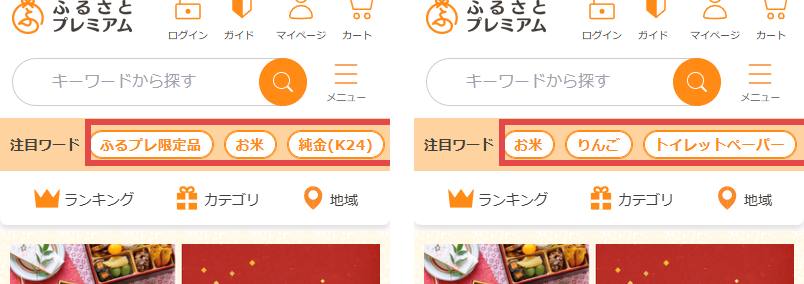 ふるさと
プレミアム
ログイン ガイド マイページ カート
キーワードから探す
メニュー
注目ワード ふるプレ限定品 お米 純金(K24)
ランキング カテゴリ 地域
ふるさと
プレミアム
ログイン ガイド マイページ カート
キーワードから探す
メニュー
注目ワード お米 りんご トイレットペーパー
ランキング カテゴリ 地域